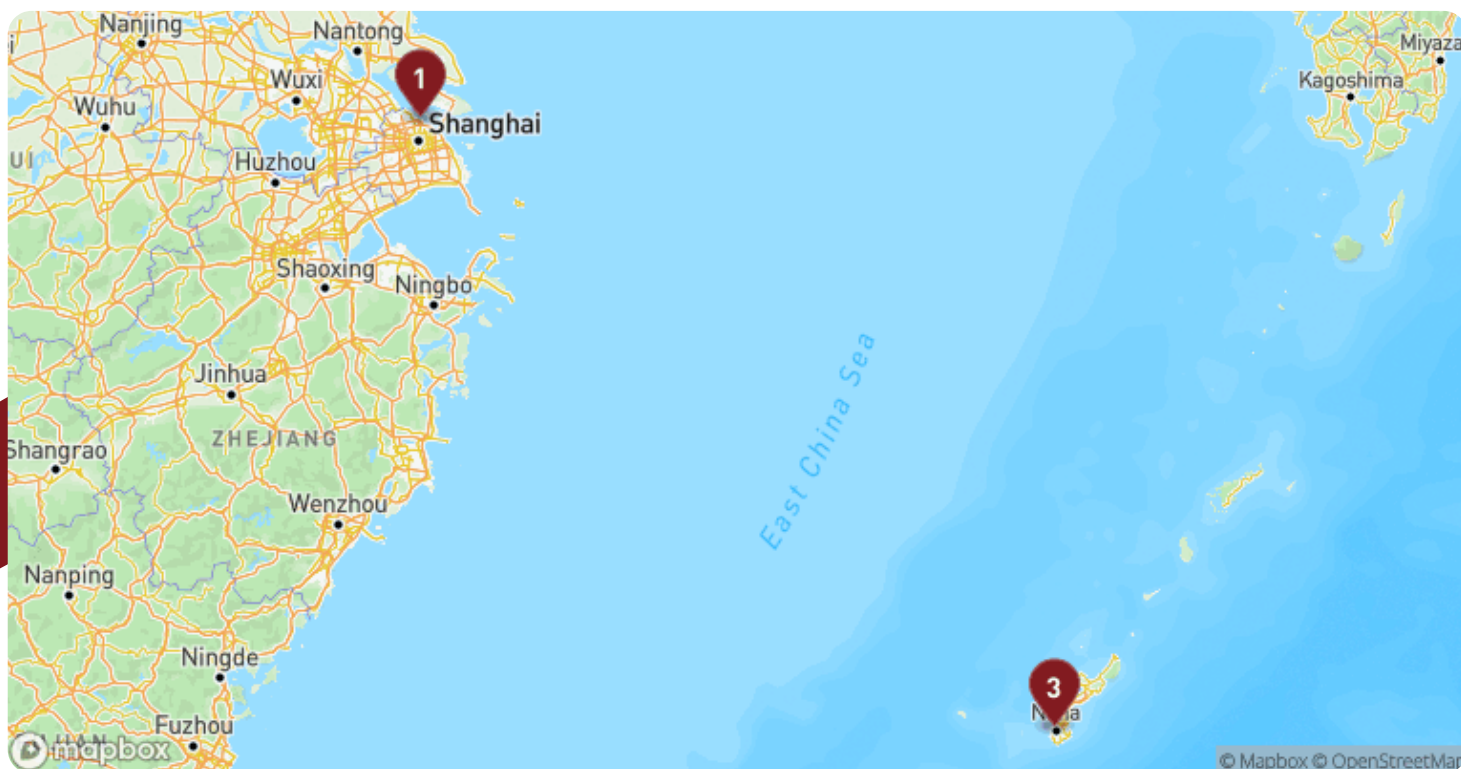 Nanjing
Nantong
Miyaza
Wuxi
1
Kagoshima
Wuhu
Shanghai
UI
Huzhou
Shaoxing
Ningbo
Jinhua
East China Sea
ZHEJIANG
Shangrao
Wenzhou
Nanping
Ningde
3
Fuzhou
mapbox
© Mapbox © OpenStreetMap